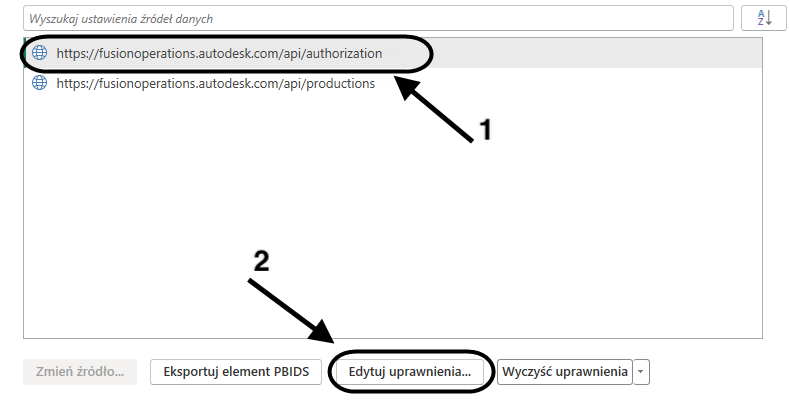 Wyszukaj ustawienia źródeł danych
A
Z
https://fusionoperations.autodesk.com/api/authorization
https://fusionoperations.autodesk.com/api/productions
1
2
Zmień źródło...
Eksportuj element PBIDS
Edytuj uprawnienia...
Wyczyść uprawnienia